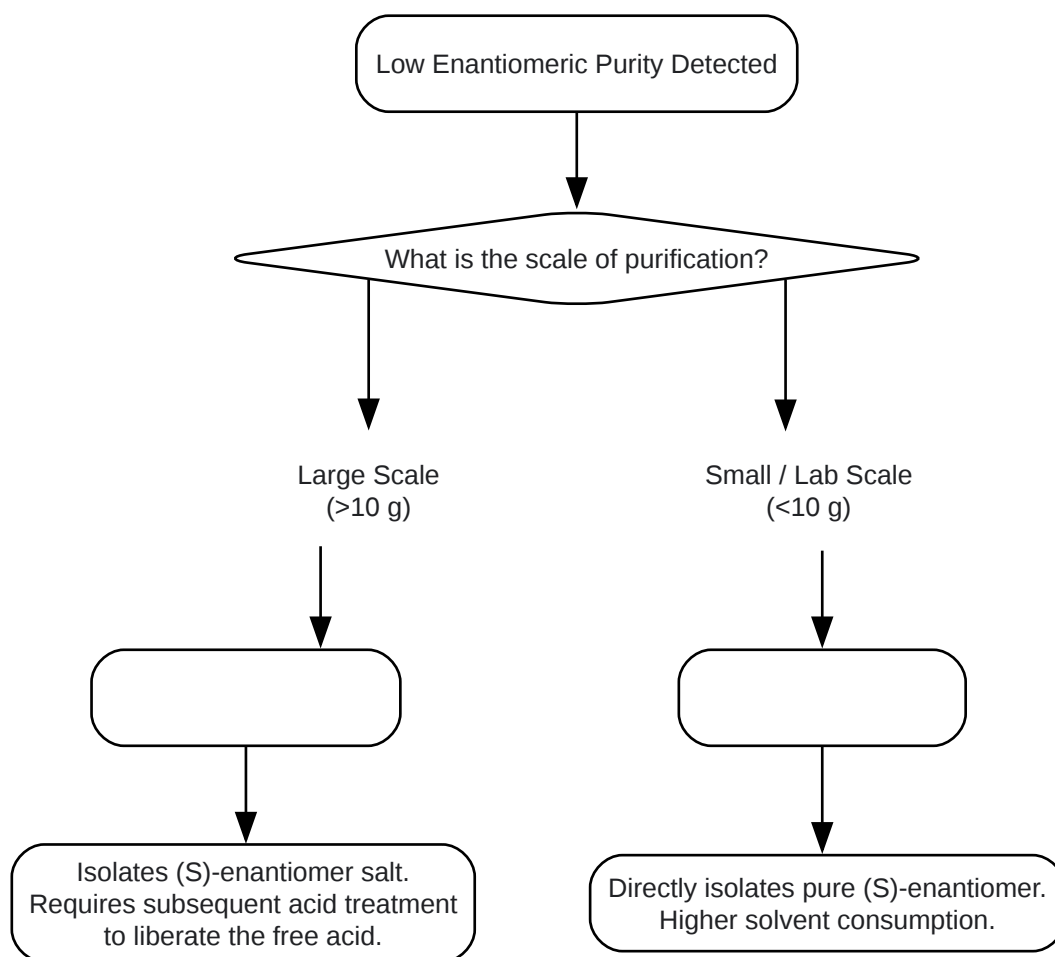 Low Enantiomeric Purity Detected
What is the scale of purification?
Large Scale
(>10 g)
Small / Lab Scale
(<10 g)
Isolates (S)-enantiomer salt.
Requires subsequent acid treatment
to liberate the free acid.
Directly isolates pure (S)-enantiomer.
Higher solvent consumption.